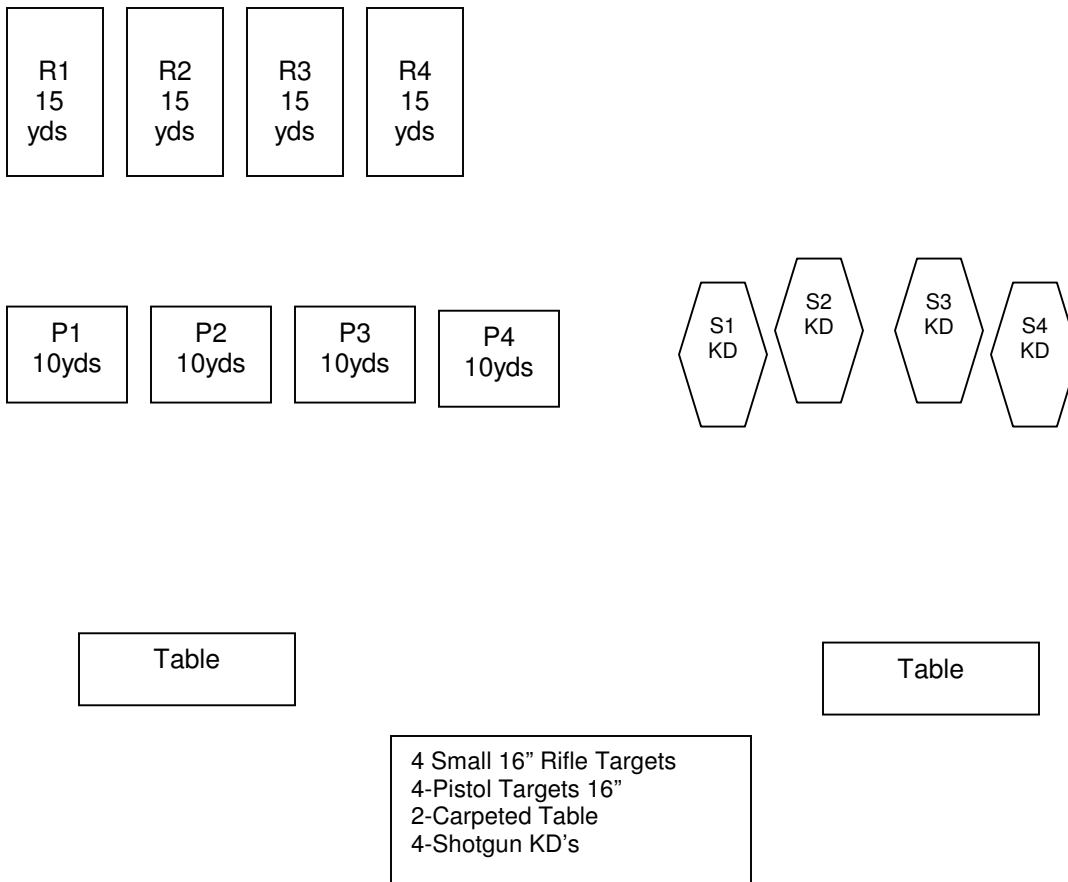 R1
15
yds
R2
15
yds
R3
15
yds
R4
15
yds
P1
10yds
P2
10yds
P3
10yds
P4
10yds
S1
KD
S2
KD
S3
KD
S4
KD
Table
Table
4 Small 16” Rifle Targets
4-Pistol Targets 16”
2-Carpeted Table
4-Shotgun KD’s